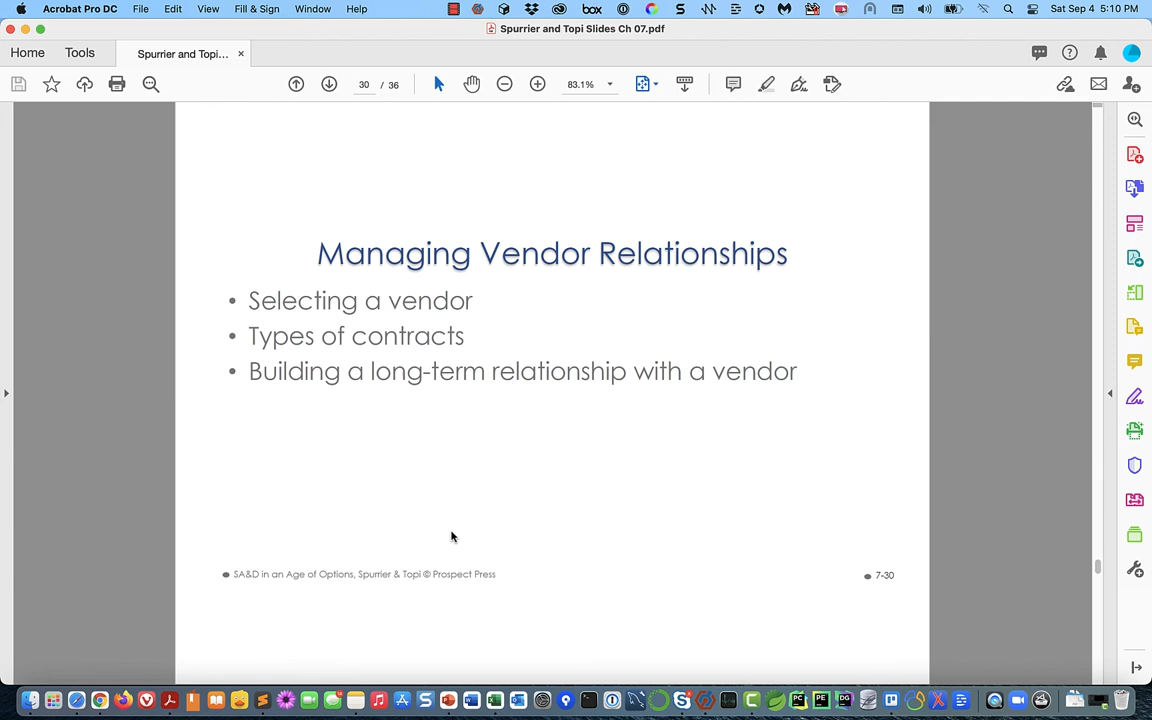 Acrobat Pro DC File Edit View Fill & Sign Window Help box Sat Sep 4 5:10 PM
Spurrier and Topi Slides Ch 07.pdf
Home Tools Spurrier and Topi... ×
30 / 36 83.1%
Managing Vendor Relationships
• Selecting a vendor
• Types of contracts
• Building a long-term relationship with a vendor
SA&D in an Age of Options, Spurrier & Topi © Prospect Press
7-30